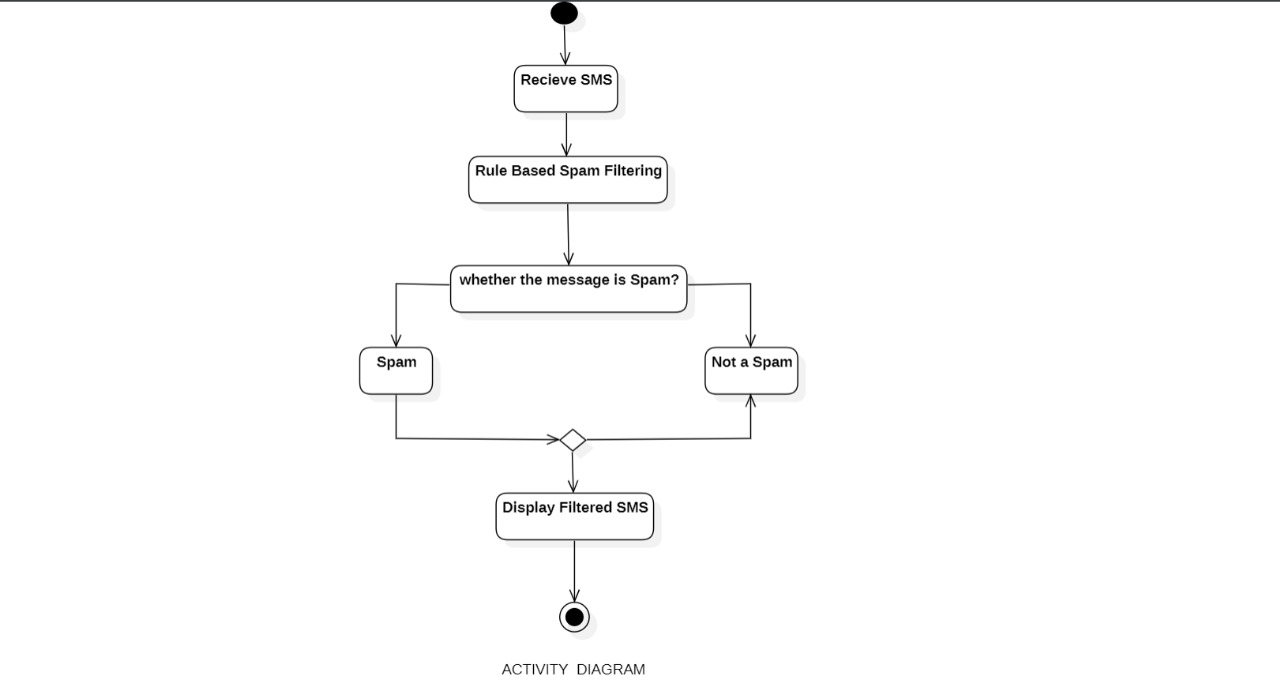 Recieve SMS
Rule Based Spam Filtering
whether the message is Spam?
Spam
Not a Spam
Display Filtered SMS
ACTIVITY DIAGRAM